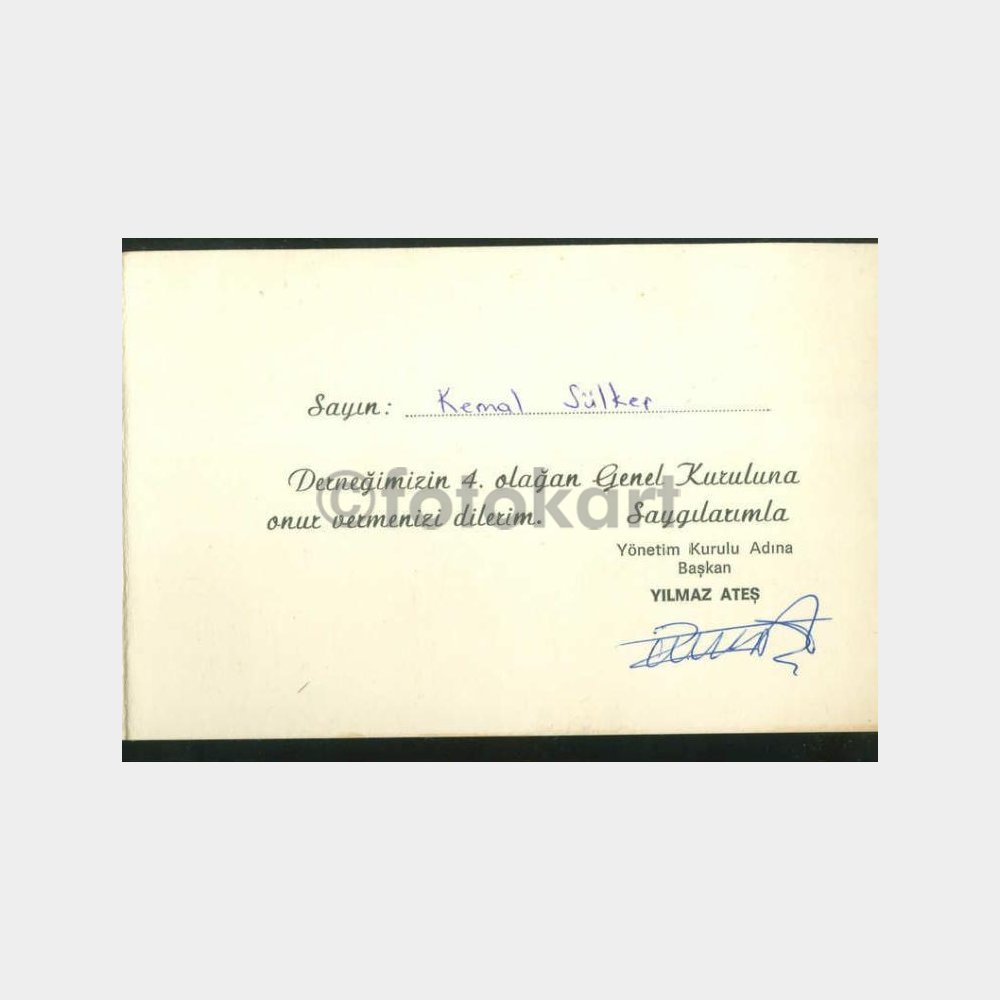 Sayın: Kemal Sülker
Derneğimizin 4. olağan Genel Kuruluna
onur vermenizi dilerim. Saygılarımla
©fotokart
Yönetim Kurulu Adına
Başkan
YILMAZ ATEŞ